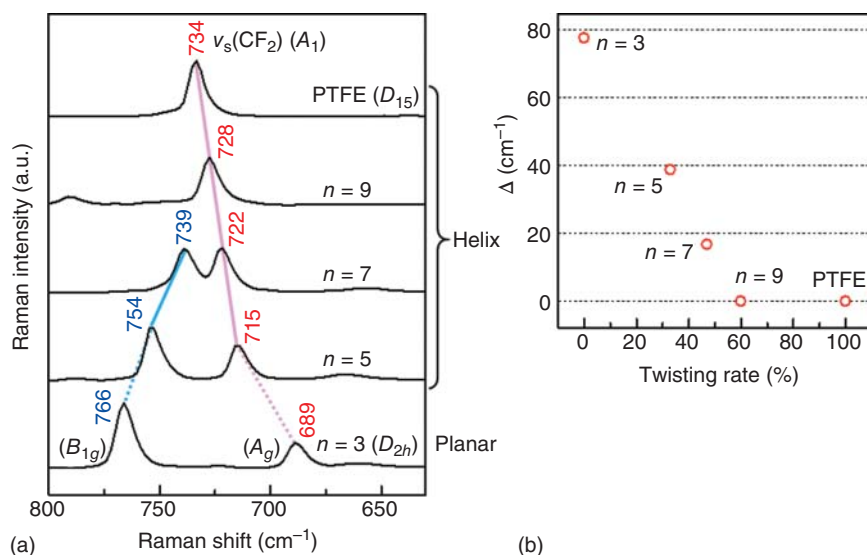 734
νs(CF2) (A1)
PTFE (D15)
728
n = 9
739
722
n = 7
754
715
n = 5
766
689
(B1g)
(Ag)
n = 3 (D2h)
Helix
Planar
Raman intensity (a.u.)
800
750
700
650
Raman shift (cm−1)
(a)
80
60
40
20
0
Δ (cm−1)
n = 3
n = 5
n = 7
n = 9
PTFE
0
20
40
60
80
100
Twisting rate (%)
(b)